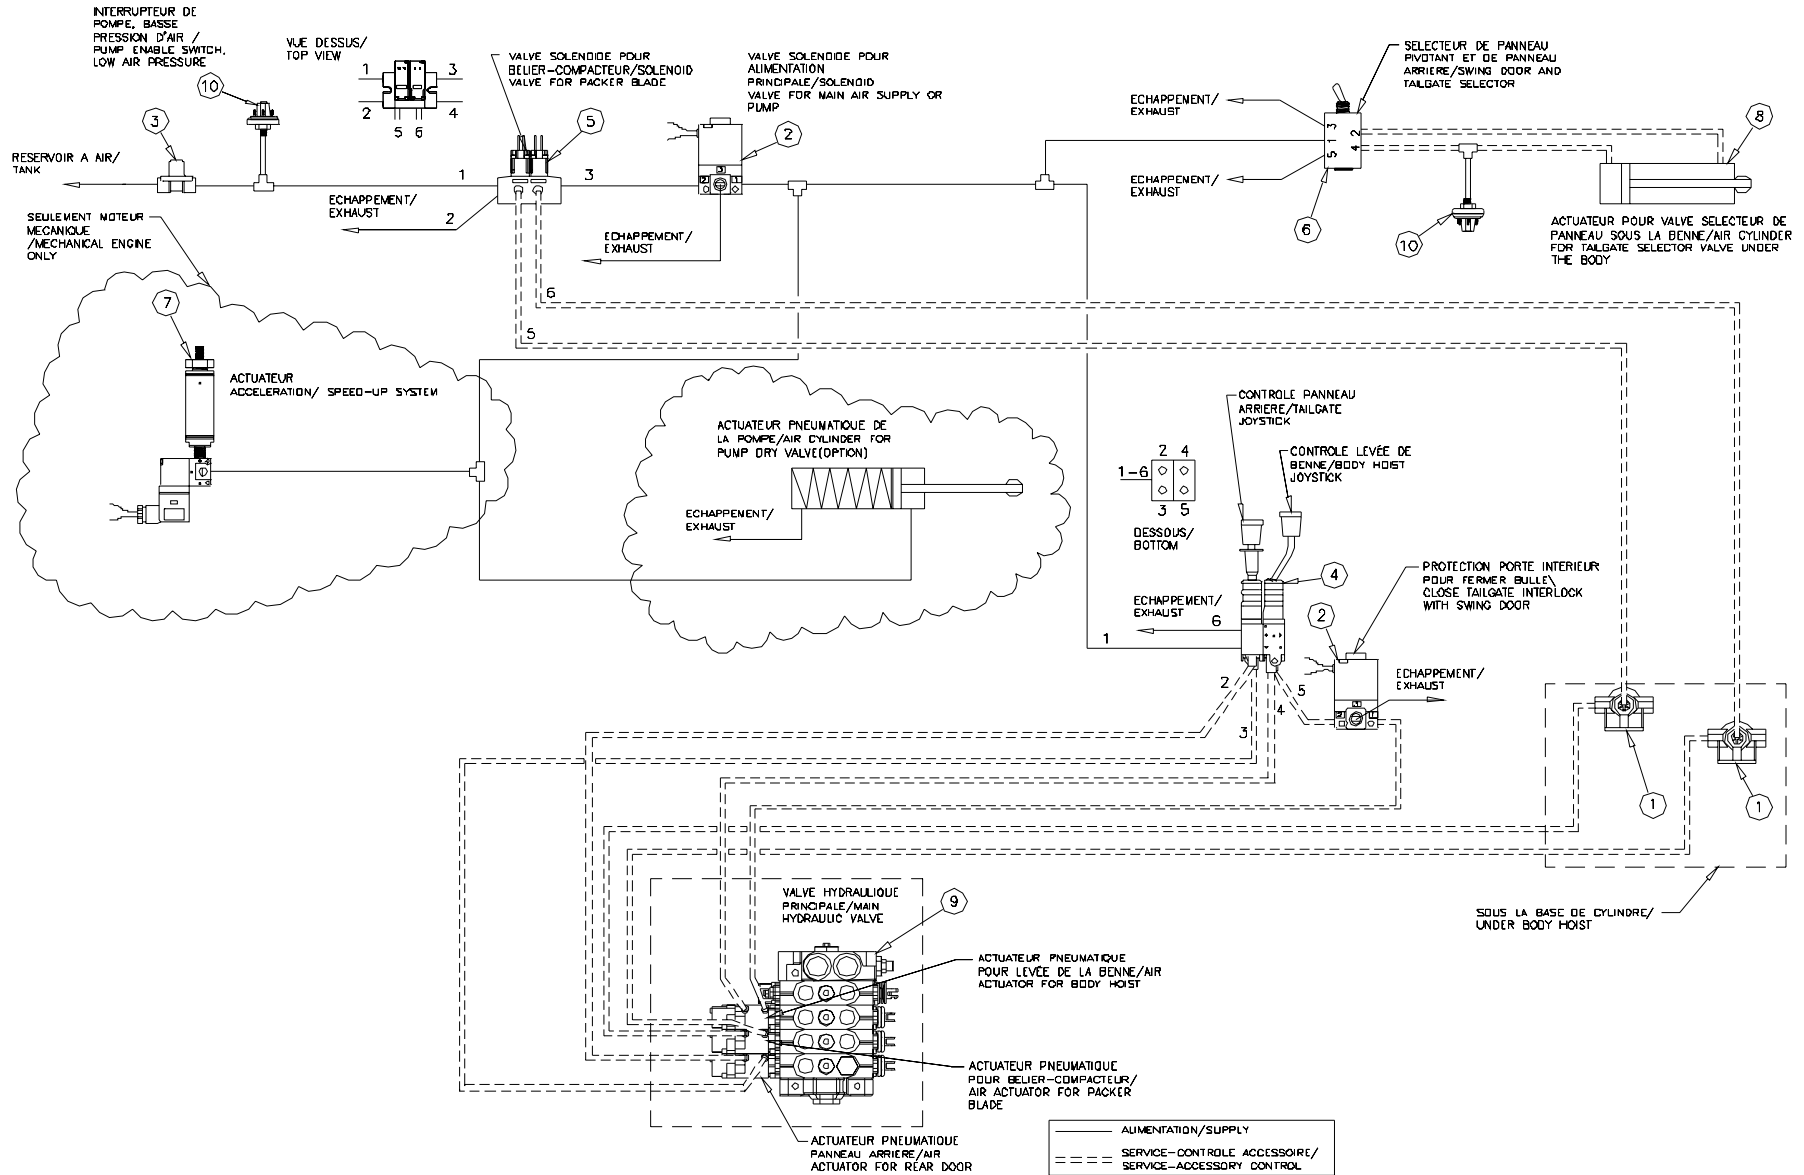 INTERRUPTEUR DE
POMPE, BASSE
PRESSION D'AIR /
PUMP ENABLE SWITCH,
LOW AIR PRESSURE
10
VUE DESSUS/
TOP VIEW
1
3
2
4
5
6
VALVE SOLENOIDE POUR
BELIER-COMPACTEUR/SOLENOID
VALVE FOR PACKER BLADE
5
VALVE SOLENOIDE POUR
ALIMENTATION
PRINCIPALE/SOLENOID
VALVE FOR MAIN AIR SUPPLY OR
PUMP
2
SELECTEUR DE PANNEAU
PIVOTANT ET DE PANNEAU
ARRIERE/SWING DOOR AND
TAILGATE SELECTOR
ECHAPPEMENT/
EXHAUST
3
1
5
2
4
8
3
RESERVOIR A AIR/
TANK
1
3
2
3
1
ECHAPPEMENT/
EXHAUST
2
ECHAPPEMENT/
EXHAUST
6
10
ECHAPPEMENT/
EXHAUST
ACTUATEUR POUR VALVE SELECTEUR DE
PANNEAU SOUS LA BENNE/AIR CYLINDER
FOR TAILGATE SELECTOR VALVE UNDER
THE BODY
SEULEMENT MOTEUR
MECANIQUE
/MECHANICAL ENGINE
ONLY
7
6
5
ACTUATEUR
ACCELERATION/ SPEED-UP SYSTEM
ACTUATEUR PNEUMATIQUE DE
LA POMPE/AIR CYLINDER FOR
PUMP DRY VALVE(OPTION)
ECHAPPEMENT/
EXHAUST
CONTROLE PANNEAU
ARRIERE/TAILGATE
JOYSTICK
CONTROLE LEVÉE DE
BENNE/BODY HOIST
JOYSTICK
2 4
1-6
3 5
DESSOUS/
BOTTOM
4
PROTECTION PORTE INTERIEUR
POUR FERMER BULLE\
CLOSE TAILGATE INTERLOCK
WITH SWING DOOR
ECHAPPEMENT/
EXHAUST
6
1
2
ECHAPPEMENT/
EXHAUST
2
3
4
5
1
1
SOUS LA BASE DE CYLINDRE/
UNDER BODY HOIST
VALVE HYDRAULIQUE
PRINCIPALE/MAIN
HYDRAULIC VALVE
9
ACTUATEUR PNEUMATIQUE
POUR LEVÉE DE LA BENNE/AIR
ACTUATOR FOR BODY HOIST
ACTUATEUR PNEUMATIQUE
POUR BELIER-COMPACTEUR/
AIR ACTUATOR FOR PACKER
BLADE
ACTUATEUR PNEUMATIQUE
PANNEAU ARRIERE/AIR
ACTUATOR FOR REAR DOOR
ALIMENTATION/SUPPLY
SERVICE-CONTROLE ACCESSOIRE/
SERVICE-ACCESSORY CONTROL